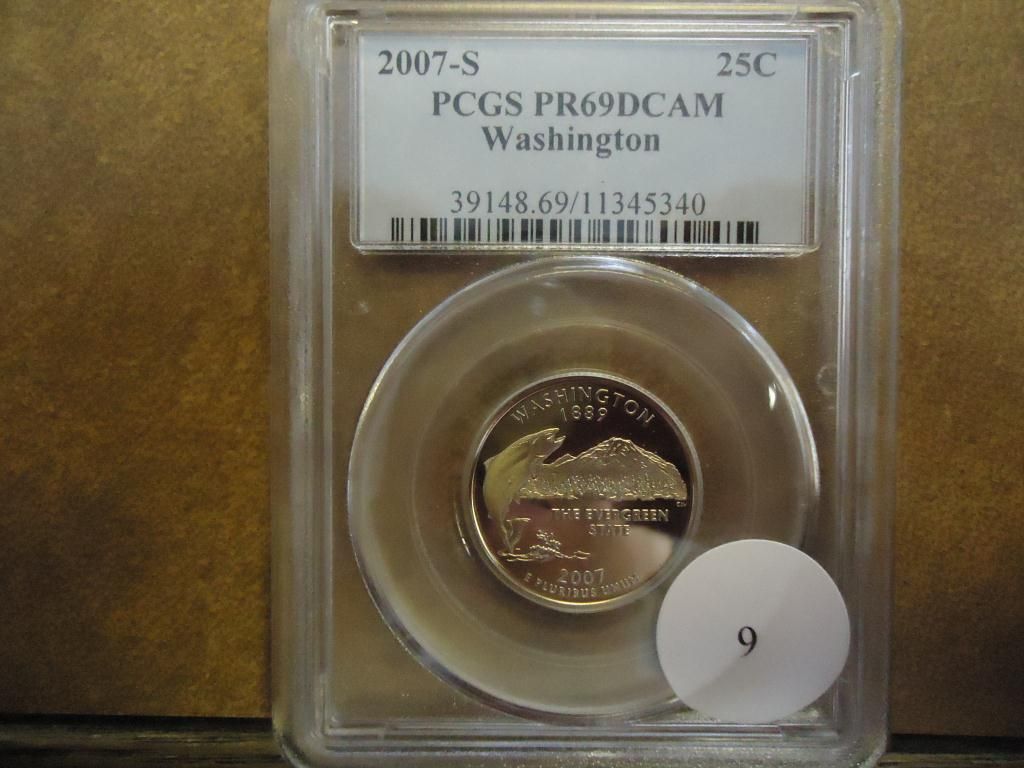 2007-S 25C
PCGS PR69DCAM
Washington
39148.69/11345340
WASHINGTON
1889
THE EVERGREEN
STATE
2007
E PLURIBUS UNUM
9